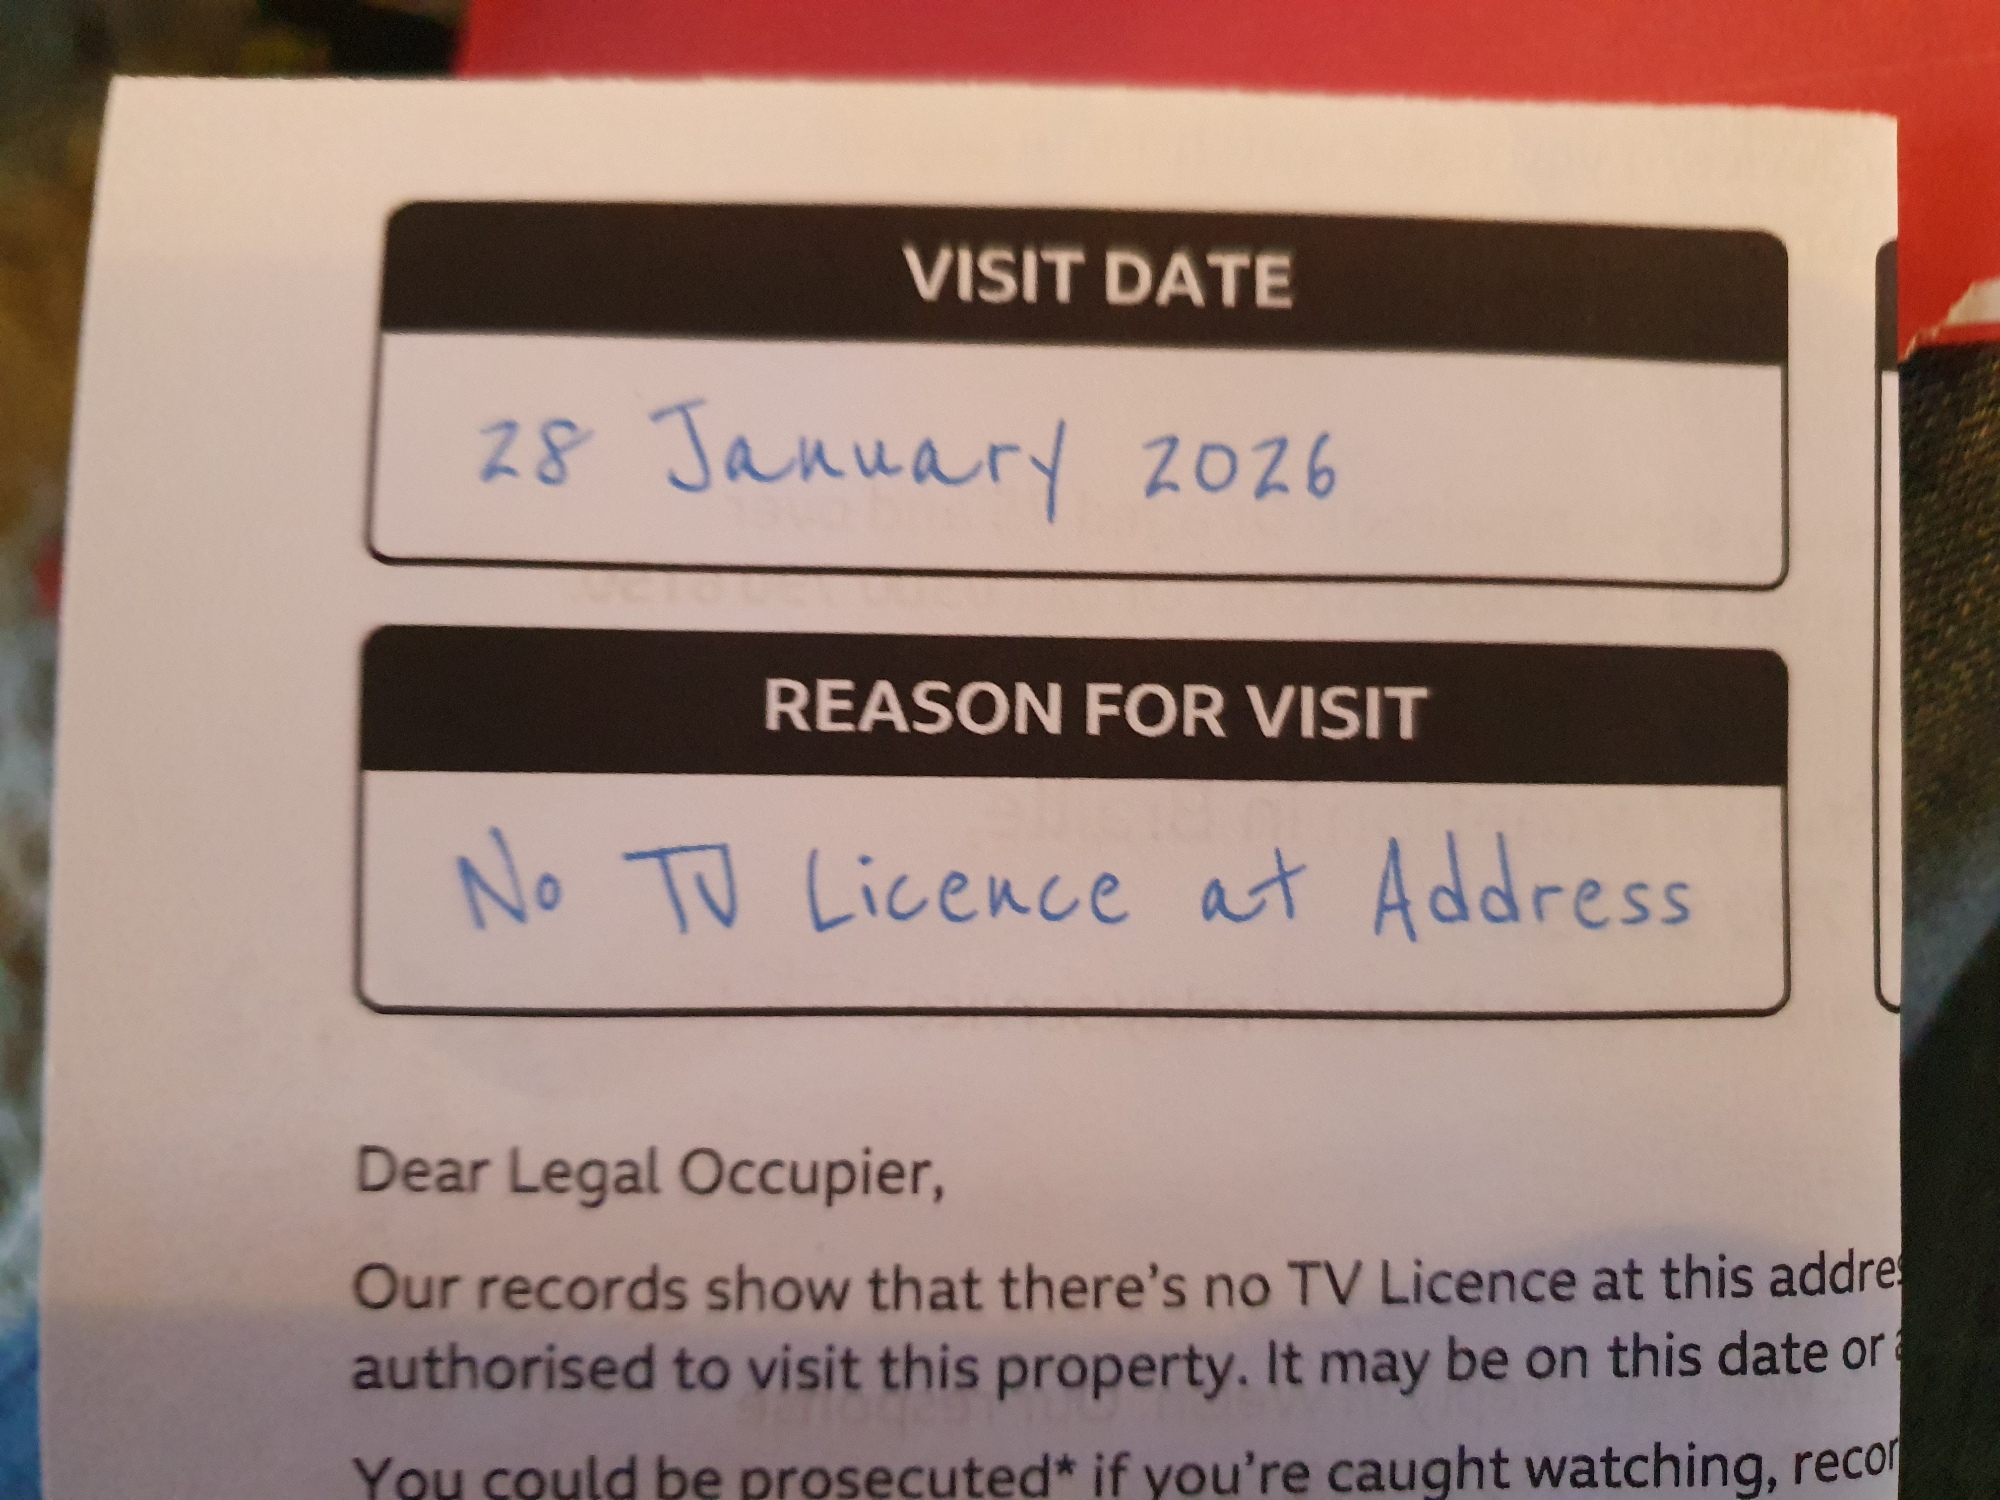 VISIT DATE
28 January 2026
REASON FOR VISIT
No TV Licence at Address
Dear Legal Occupier,
Our records show that there's no TV Licence at this
authorised to visit this property. It may be on this date or
You could be prosecuted* if you're caught watching,